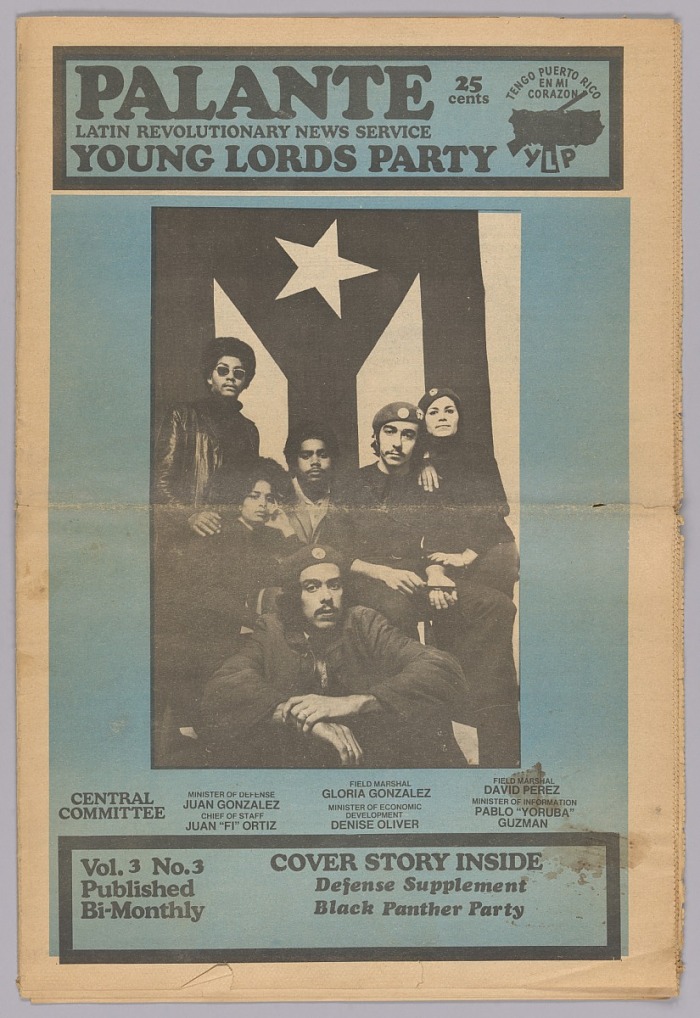 PALANTE
25
cents
TENGO PUERTO RICO
EN MI
CORAZON
YLP
LATIN REVOLUTIONARY NEWS SERVICE
YOUNG LORDS PARTY
CENTRAL
COMMITTEE
MINISTER OF DEFENSE
JUAN GONZALEZ
CHIEF OF STAFF
JUAN "FI" ORTIZ
FIELD MARSHAL
GLORIA GONZALEZ
MINISTER OF ECONOMIC
DEVELOPMENT
DENISE OLIVER
FIELD MARSHAL
DAVID PEREZ
MINISTER OF INFORMATION
PABLO "YORUBA"
GUZMAN
Vol. 3 No. 3
Published
Bi-Monthly
COVER STORY INSIDE
Defense Supplement
Black Panther Party